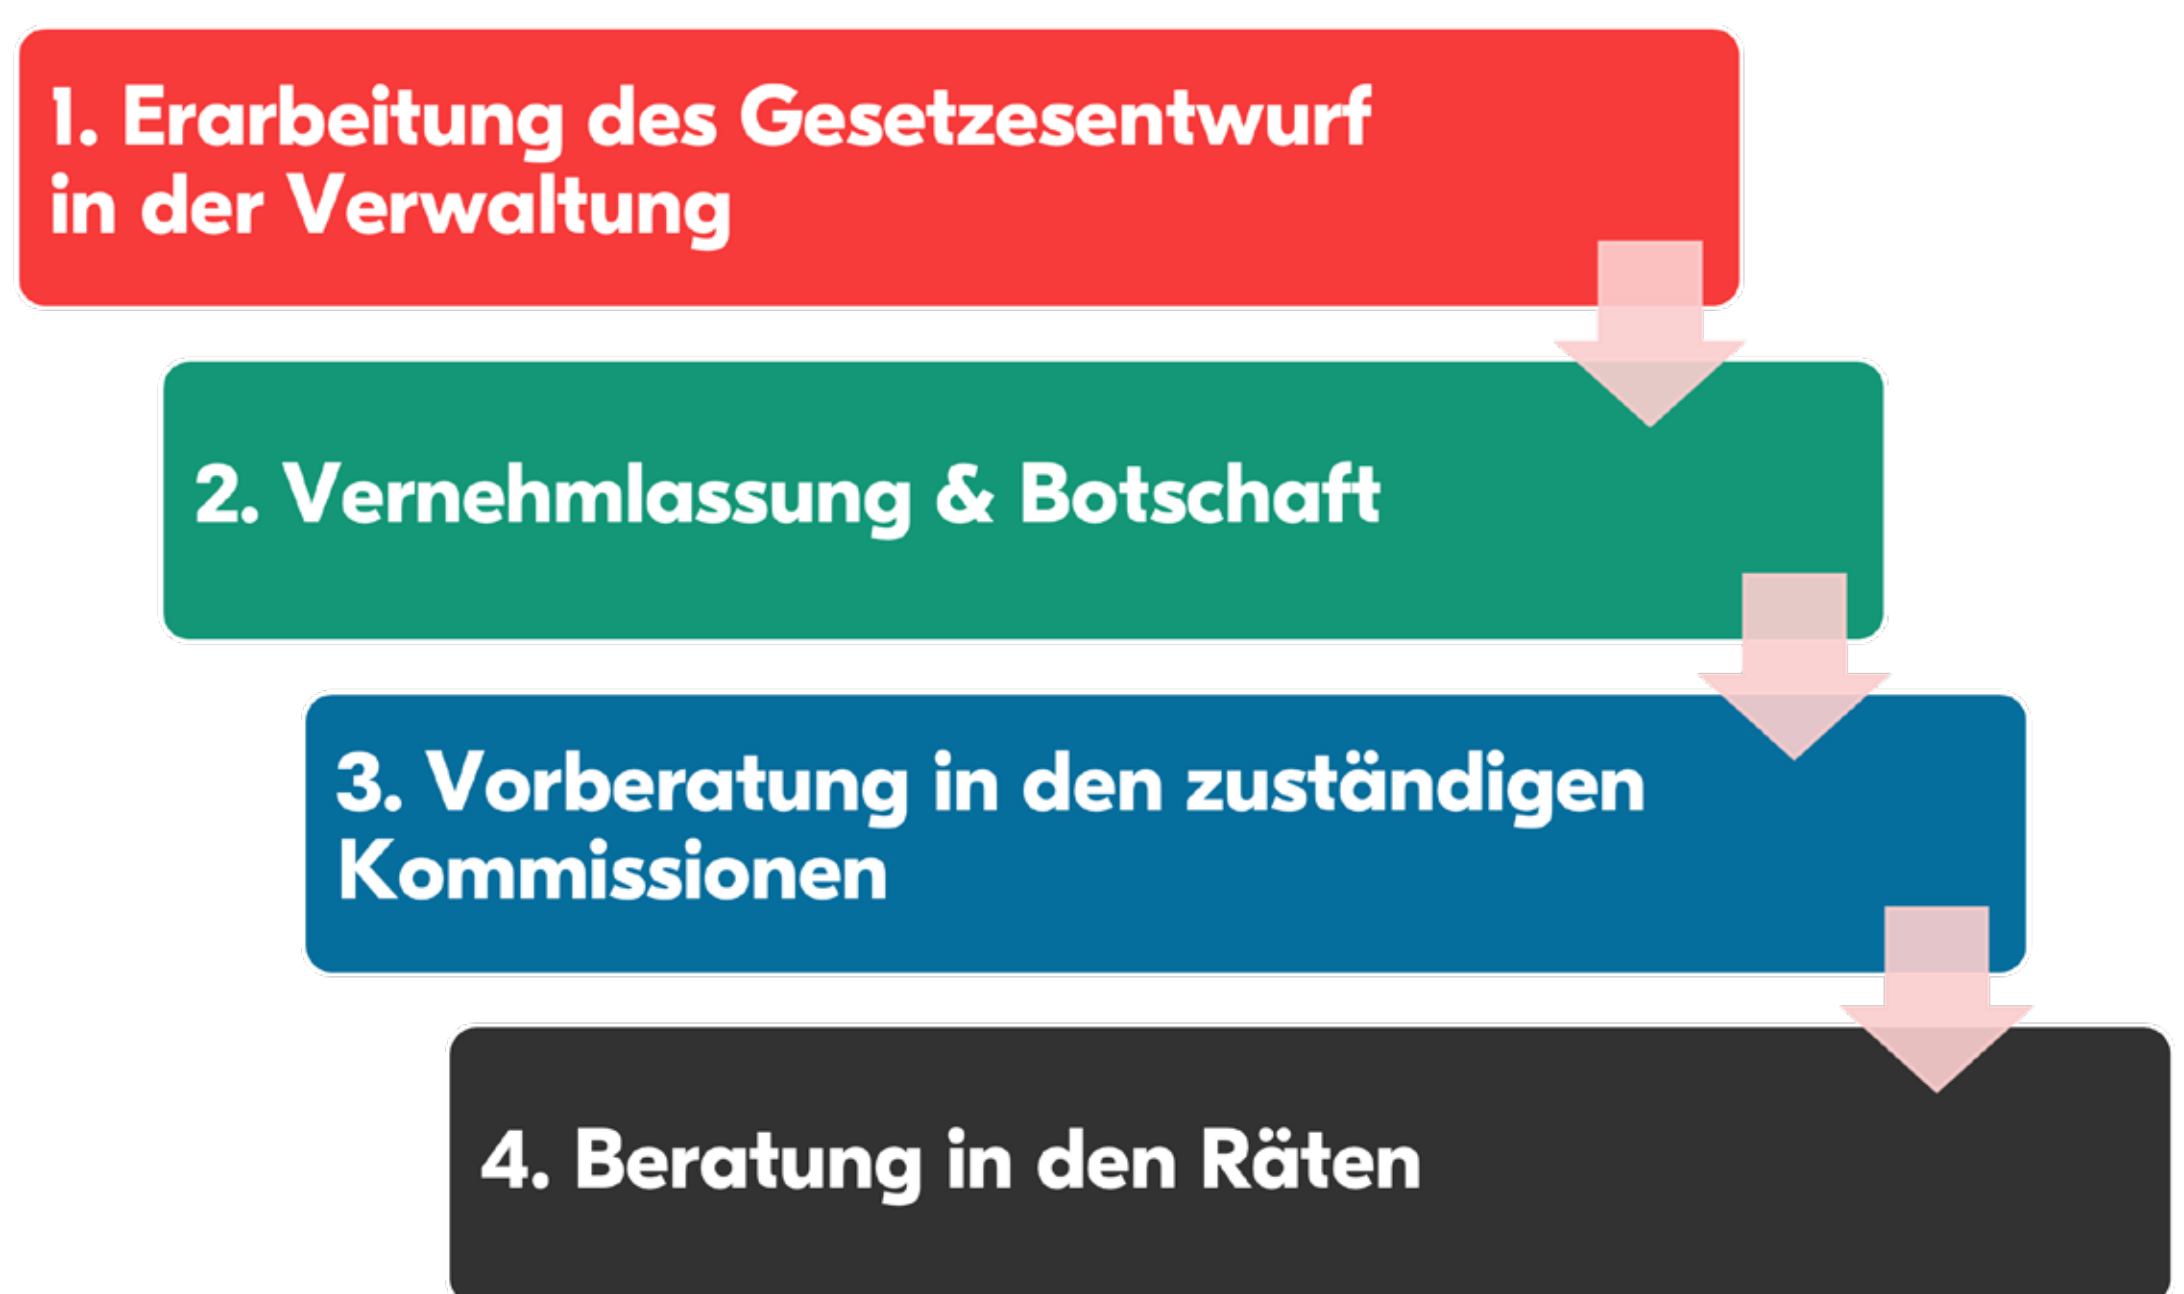 1. Erarbeitung des Gesetzesentwurf
in der Verwaltung
2. Vernehmlassung & Botschaft
3. Vorberatung in den zuständigen
Kommissionen
4. Beratung in den Räten